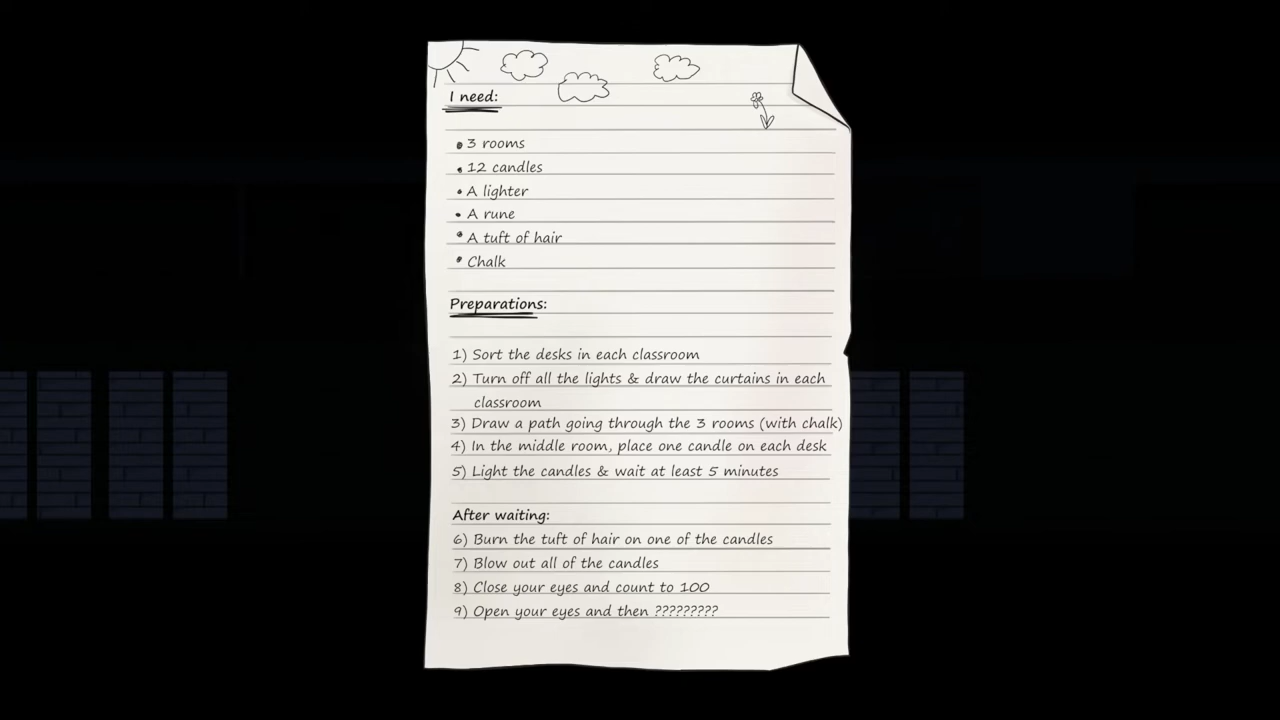 I need:
• 3 rooms
• 12 candles
• A lighter
• A rune
• A tuft of hair
• Chalk
Preparations:
1) Sort the desks in each classroom
2) Turn off all the lights & draw the curtains in each
classroom
3) Draw a path going through the 3 rooms (with chalk)
4) In the middle room, place one candle on each desk
5) Light the candles & wait at least 5 minutes
After waiting:
6) Burn the tuft of hair on one of the candles
7) Blow out all of the candles
8) Close your eyes and count to 100
9) Open your eyes and then ?????????